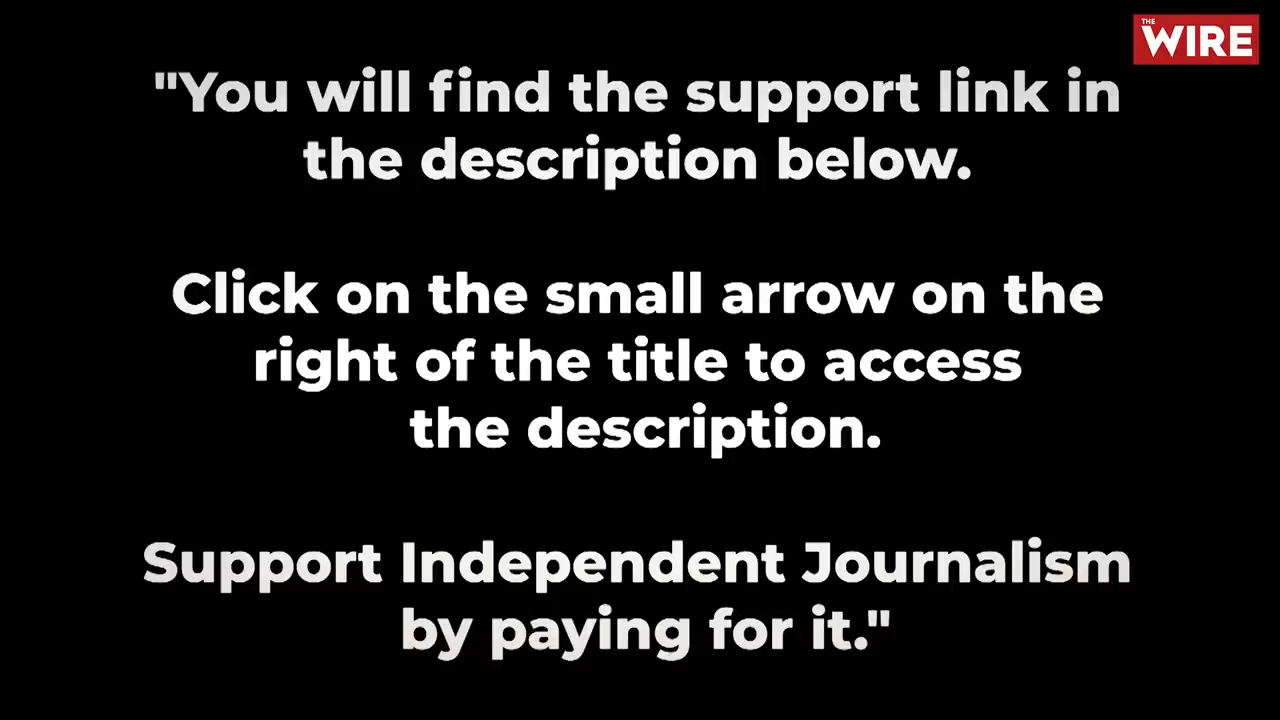 THE
WIRE
"You will find the support link in
the description below.
Click on the small arrow on the
right of the title to access
the description.
Support Independent Journalism
by paying for it."